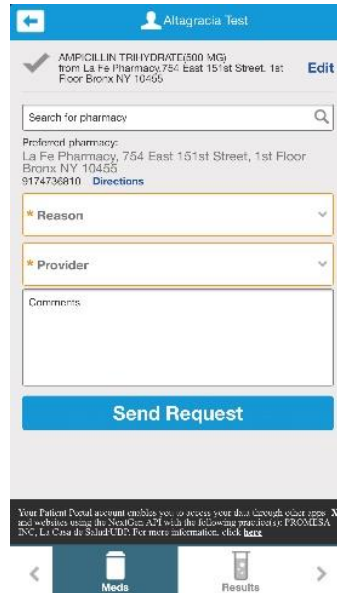 Altagracia Test
AMPICILLIN TRIHYDRATE(500 MG)
from La Fe Pharmacy,754 East 151st Street, 1st
Floor Bronx NY 10455
Edit
Search for pharmacy
Preferred pharmacy:
La Fe Pharmacy, 754 East 151st Street, 1st Floor
Bronx NY 10455
9174736810 Directions
* Reason
* Provider
Comments
Send Request
Your Patient Portal account enables you to access your data through other apps X
and websites using the NextGen API with the following practice(s): PROMESA
INC, La Casa de Salud/UBP. For more information, click here
Meds
Results